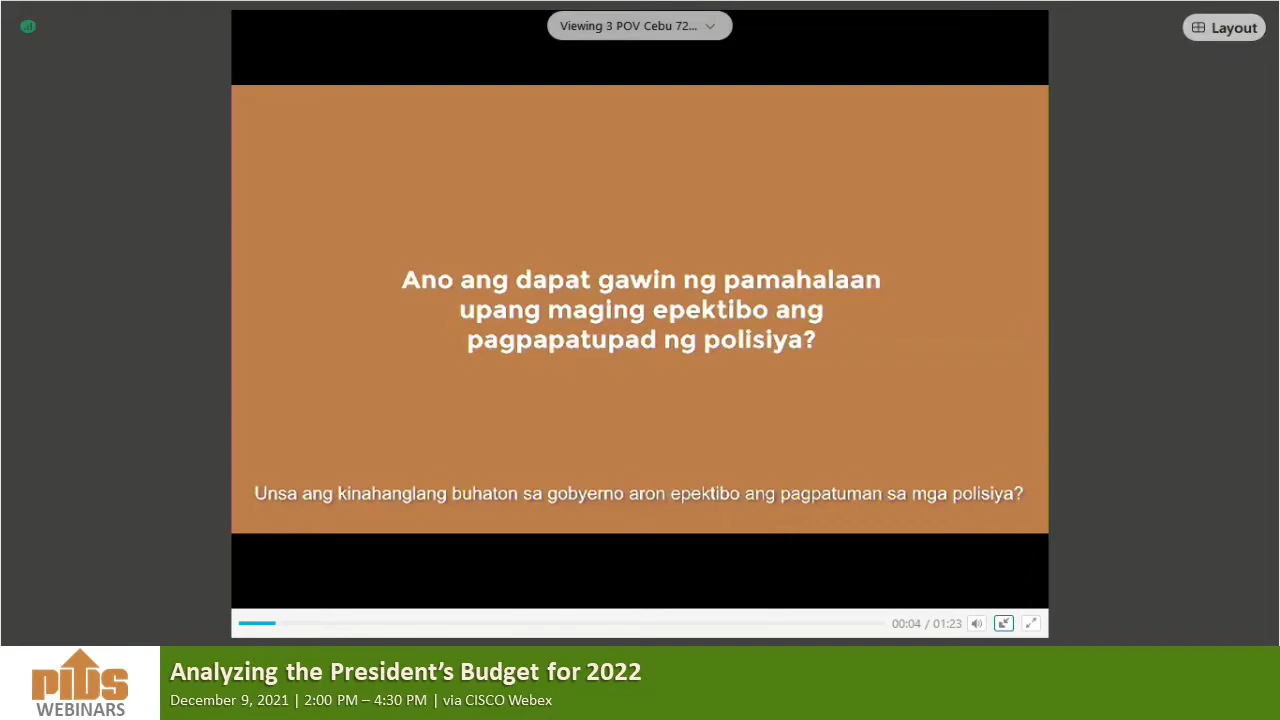 Viewing 3 POV Cebu 72...
Layout
Ano ang dapat gawin ng pamahalaan
upang maging epektibo ang
pagpapatupad ng polisiya?
Unsa ang kinahanglang buhaton sa gobyerno aron epektibo ang pagpatuman sa mga polisiya?
00:04 / 01:23
PIDS
WEBINARS
Analyzing the President's Budget for 2022
December 9, 2021 | 2:00 PM – 4:30 PM | via CISCO Webex